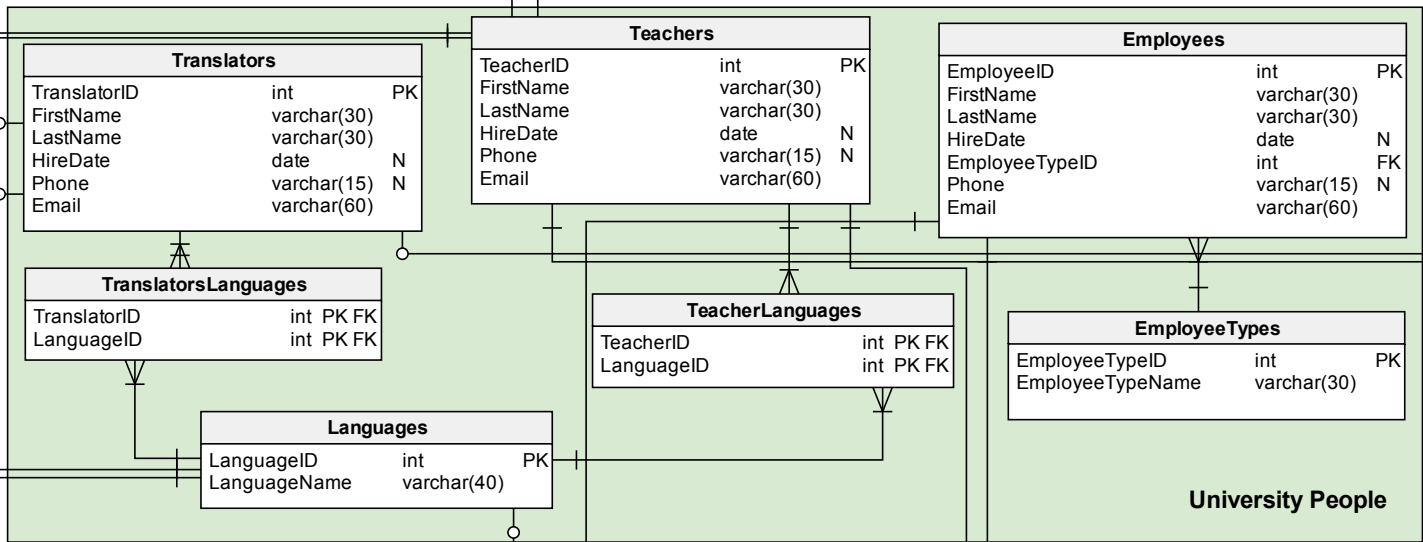 Translators
TranslatorID int PK
FirstName varchar(30)
LastName varchar(30)
HireDate date N
Phone varchar(15) N
Email varchar(60)
Teachers
TeacherID int PK
FirstName varchar(30)
LastName varchar(30)
HireDate date N
Phone varchar(15) N
Email varchar(60)
Employees
EmployeeID int PK
FirstName varchar(30)
LastName varchar(30)
HireDate date N
EmployeeTypeID int FK
Phone varchar(15) N
Email varchar(60)
TranslatorsLanguages
TranslatorID int PK FK
LanguageID int PK FK
TeacherLanguages
TeacherID int PK FK
LanguageID int PK FK
EmployeeTypes
EmployeeTypeID int PK
EmployeeTypeName varchar(30)
Languages
LanguageID int PK
LanguageName varchar(40)
University People